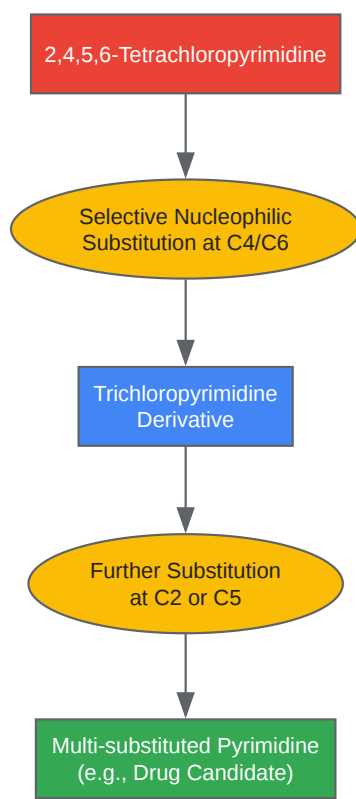 2,4,5,6-Tetrachloropyrimidine
Selective Nucleophilic
Substitution at C4/C6
Trichloropyrimidine
Derivative
Further Substitution
at C2 or C5
Multi-substituted Pyrimidine
(e.g., Drug Candidate)